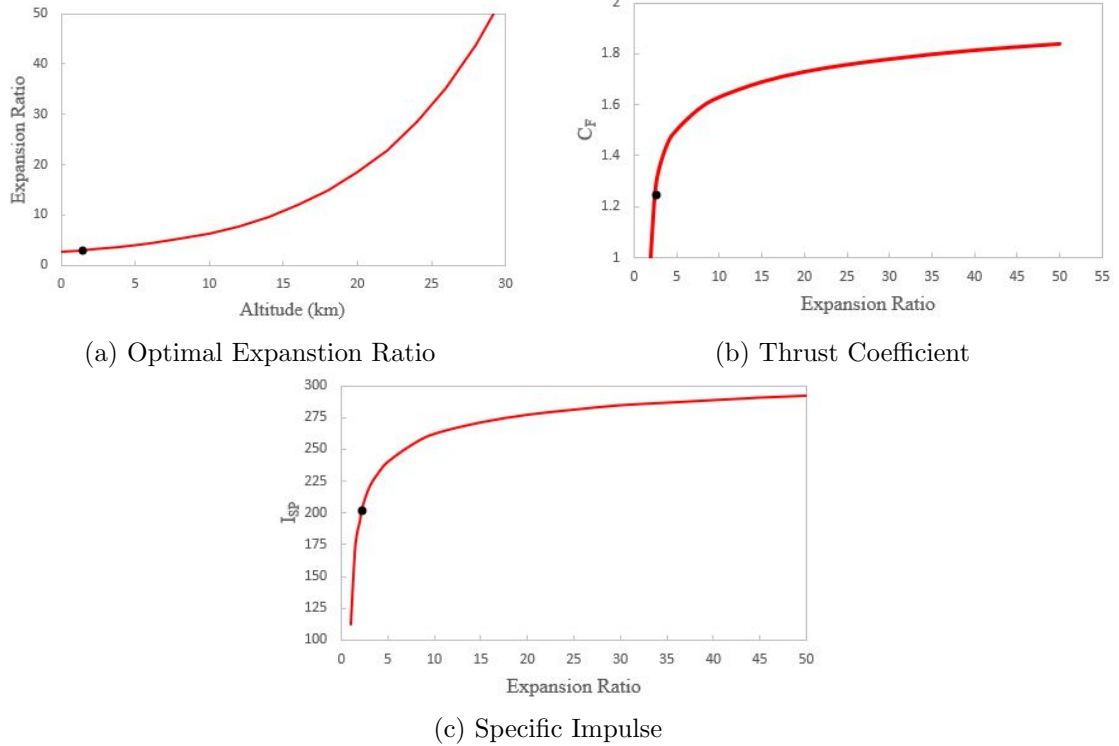 50
40
30
20
10
0
Expansion Ratio
0 5 10 15 20 25 30
Altitude (km)
(a) Optimal Expanstion Ratio
2
1.8
1.6
1.4
1.2
1
C_F
0 5 10 15 20 25 30 35 40 45 50 55
Expansion Ratio
(b) Thrust Coefficient
300
275
250
225
200
175
150
125
100
I_SP
0 5 10 15 20 25 30 35 40 45 50
Expansion Ratio
(c) Specific Impulse